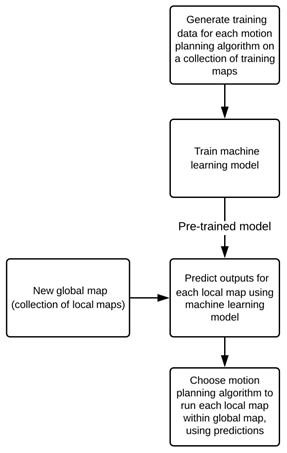 Generate training
data for each motion
planning algorithm on
a collection of training
maps
Train machine
learning model
Pre-trained model
New global map
(collection of local maps)
Predict outputs for
each local map using
machine learning
model
Choose motion
planning algorithm to
run each local map
within global map,
using predictions